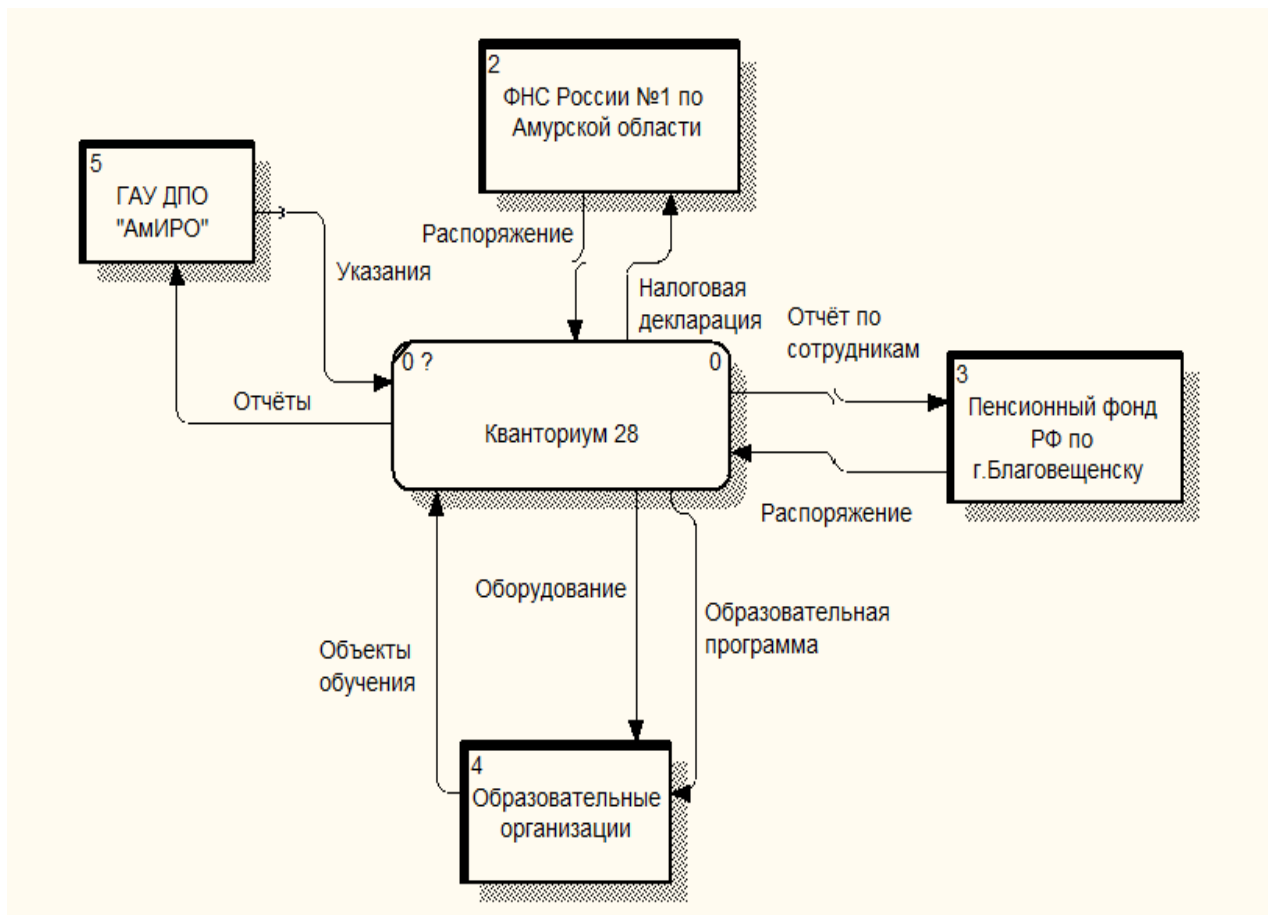 2
ФНС России №1 по
Амурской области
5
ГАУ ДПО
"АмИРО"
Распоряжение
Указания
Налоговая
декларация
Отчёт по
сотрудникам
0 ?
0
Кванториум 28
Отчёты
3
Пенсионный фонд
РФ по
г.Благовещенску
Распоряжение
Оборудование
Образовательная
программа
Объекты
обучения
4
Образовательные
организации